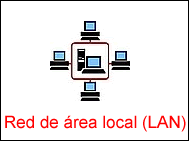 Red de área local (LAN)